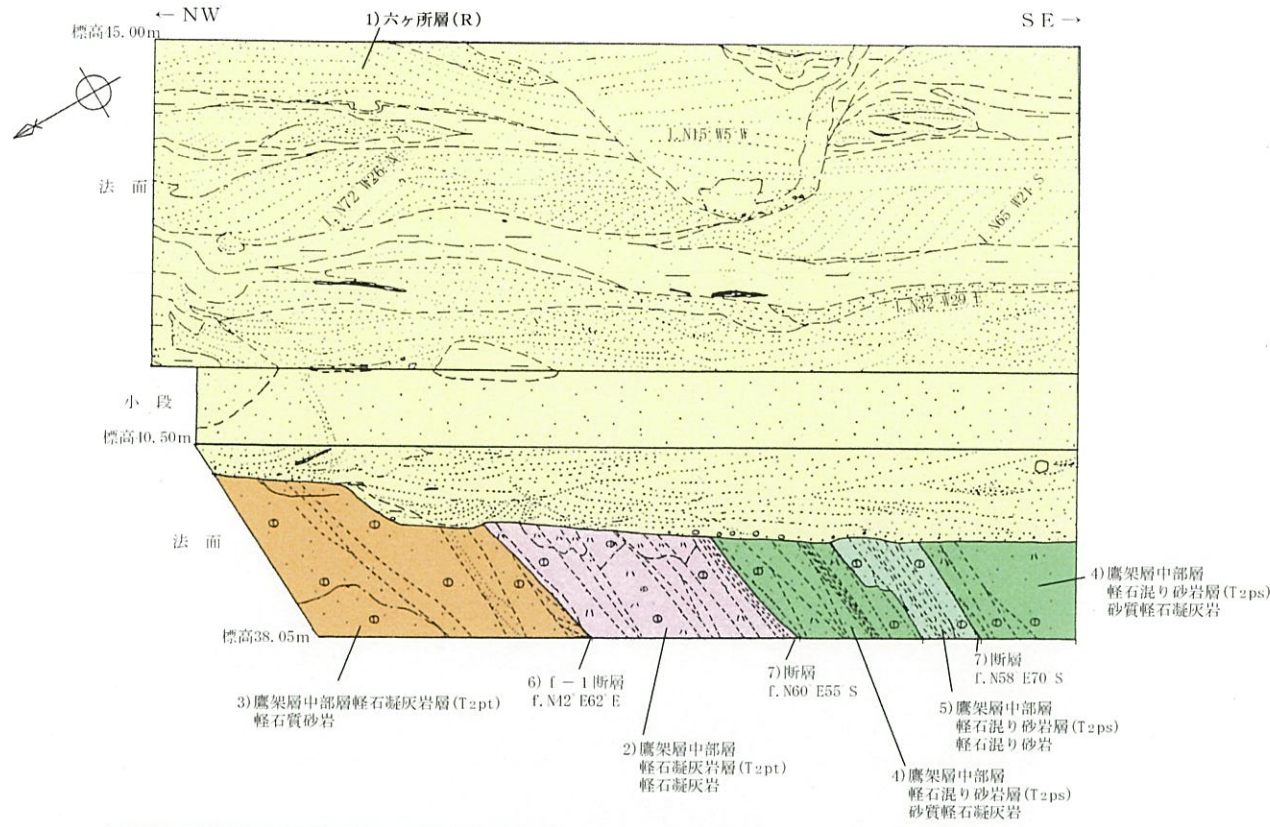 ← NW
1)六ヶ所層(R)
SE →
標高45.00m
法 面
l.N15°W5°W
l.N72°W26°N
l.N65°W21°S
l.N32°W29°E
小 段
標高40.50m
法面
標高38.05m
4)鷹架層中部層
軽石混り砂岩層(T2ps)
砂質軽石凝灰岩
3)鷹架層中部層軽石凝灰岩層(T2pt)
軽石質砂岩
6) f－1断層
f.N42°E62°E
2)鷹架層中部層
軽石凝灰岩層(T2pt)
軽石凝灰岩
7)断層
f.N60°E55°S
4)鷹架層中部層
軽石混り砂岩層(T2ps)
砂質軽石凝灰岩
7)断層
f.N58°E70°S
5)鷹架層中部層
軽石混り砂岩層(T2ps)
軽石混り砂岩